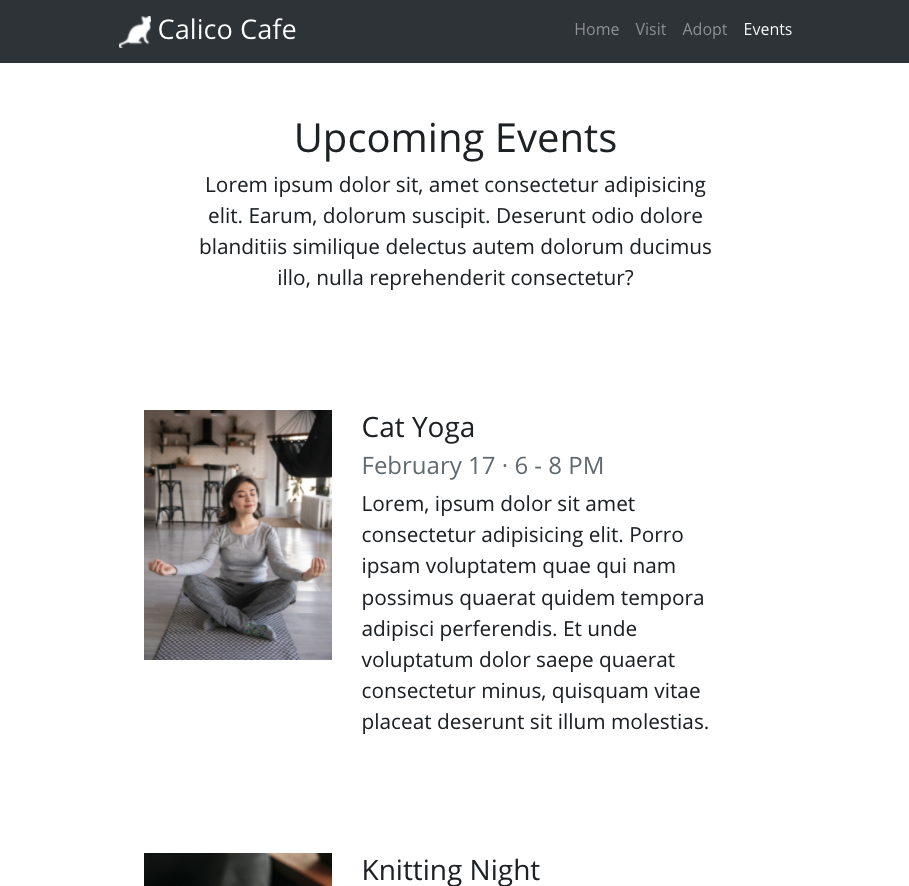 Calico Cafe
Home Visit Adopt Events
Upcoming Events
Lorem ipsum dolor sit, amet consectetur adipisicing
elit. Earum, dolorum suscipit. Deserunt odio dolore
blanditiis similique delectus autem dolorum ducimus
illo, nulla reprehenderit consectetur?
Cat Yoga
February 17 · 6 - 8 PM
Lorem, ipsum dolor sit amet
consectetur adipisicing elit. Porro
ipsam voluptatem quae qui nam
possimus quaerat quidem tempora
adipisci perferendis. Et unde
voluptatum dolor saepe quaerat
consectetur minus, quisquam vitae
placeat deserunt sit illum molestias.
Knitting Night